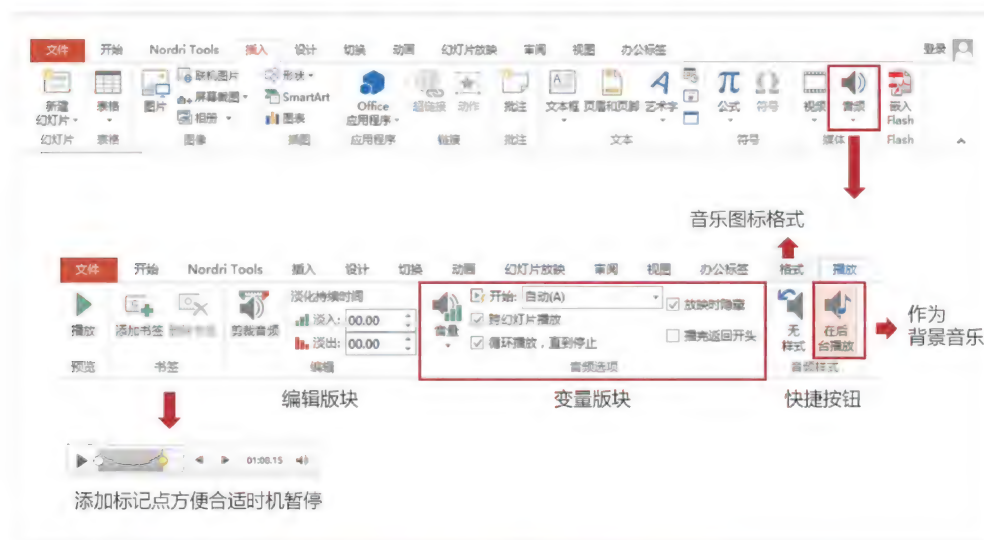 文件 开始 Nordri Tools 插入 设计 切换 动画 幻灯片放映 审阅 视图 办公标签 登录
联机图片 形状
屏幕截图 SmartArt
新建 表格 图片 相册 图表 Office 超链接 动作 批注 文本框 页眉和页脚 艺术字 公式 符号 视频 音频 嵌入
幻灯片 应用程序 Flash
幻灯片 表格 图像 插图 应用程序 链接 批注 文本 符号 媒体 Flash
音乐图标格式
文件 开始 Nordri Tools 插入 设计 切换 动画 幻灯片放映 审阅 视图 办公标签 格式 播放
淡化持续时间 开始: 自动(A) 放映时隐藏
播放 添加书签 删除书签 剪裁音频 淡入: 00.00 音量 跨幻灯片播放 无 在后
淡出: 00.00 循环播放，直到停止 播完返回开头 样式 台播放
预览 书签 编辑 音频选项 音频样式
作为
背景音乐
编辑版块 变量版块 快捷按钮
01:08.15
添加标记点方便合适时机暂停